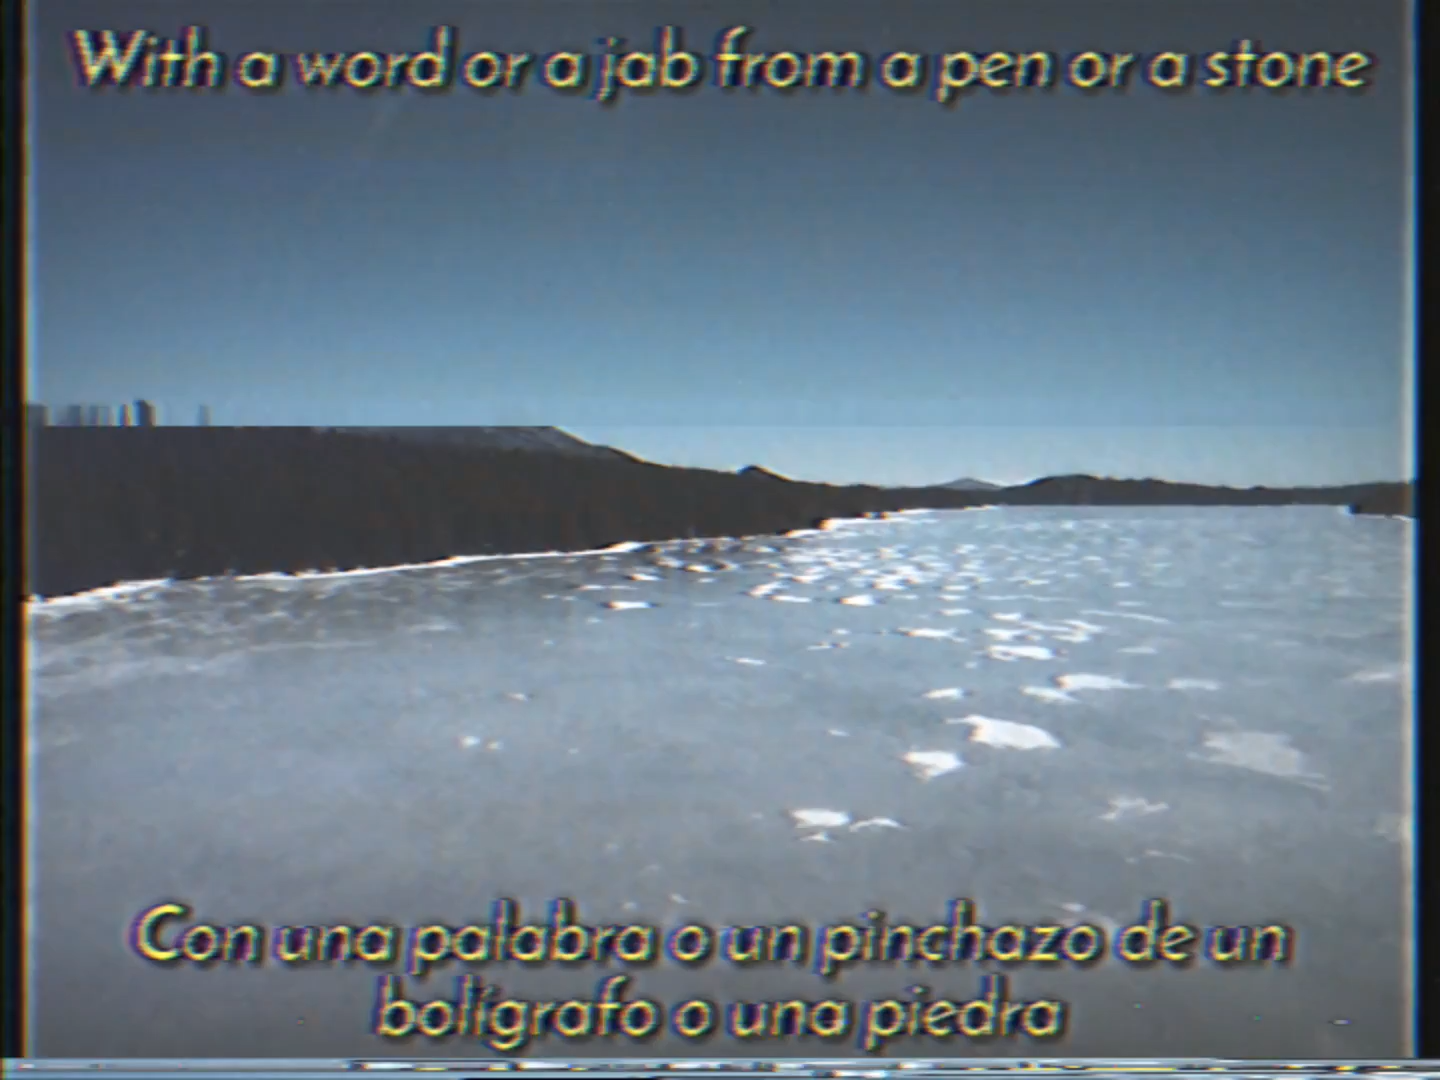 With a word or a jab from a pen or a stone
Con una palabra o un pinchazo de un
bolígrafo o una piedra